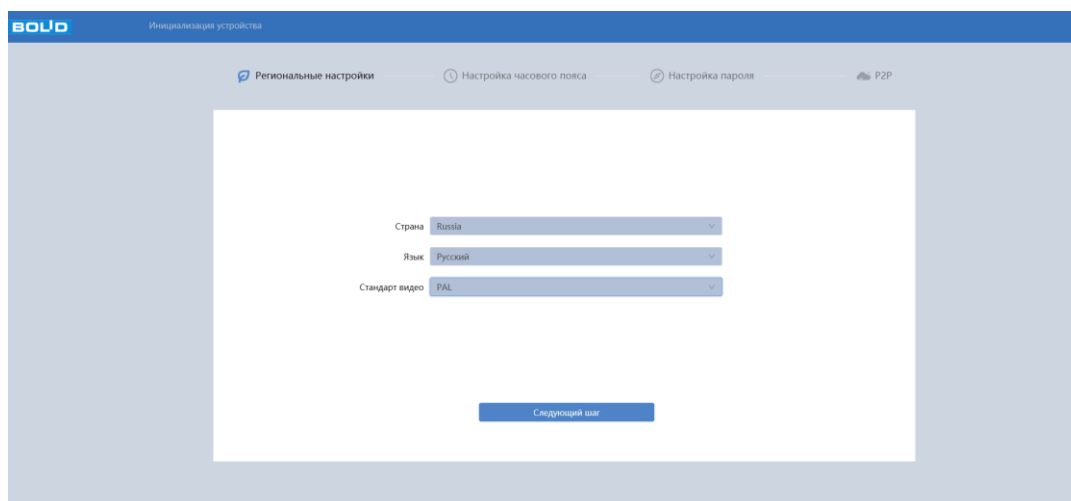 BOLID Инициализация устройства
Региональные настройки Настройка часового пояса Настройка пароля P2P
Страна Russia
Язык Русский
Стандарт видео PAL
Следующий шаг